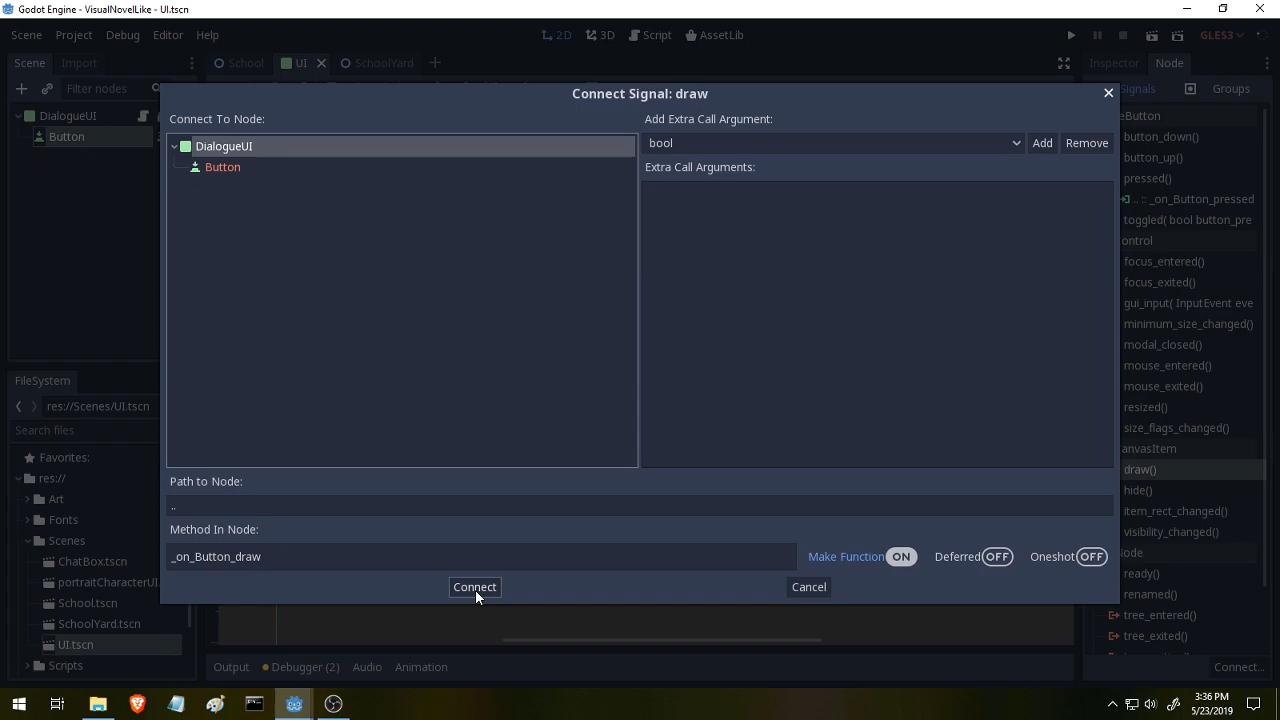 Godot Engine - VisualNovelLike - UI.tscn
Scene Project Debug Editor Help
2D 3D Script AssetLib
GLES3
Scene Import
School UI SchoolYard
Inspector Node
Filter nodes
Signals Groups
DialogueUI
Button
Connect Signal: draw
Connect To Node:
DialogueUI
Button
Add Extra Call Argument:
bool
Add Remove
Extra Call Arguments:
Path to Node:
..
Method In Node:
_on_Button_draw
Make Function ON
Deferred OFF
Oneshot OFF
Connect
Cancel
eButton
button_down()
button_up()
pressed()
.. :: _on_Button_pressed
toggled( bool button_pre
ontrol
focus_entered()
focus_exited()
gui_input( InputEvent eve
minimum_size_changed()
modal_closed()
mouse_entered()
mouse_exited()
resized()
size_flags_changed()
anvasItem
draw()
hide()
item_rect_changed()
visibility_changed()
ode
ready()
renamed()
tree_entered()
tree_exited()
Connect...
FileSystem
res://Scenes/UI.tscn
Search files
Favorites:
res://
Art
Fonts
Scenes
ChatBox.tscn
portraitCharacterUI.
School.tscn
SchoolYard.tscn
UI.tscn
Scripts
Output Debugger (2) Audio Animation
3:36 PM
5/23/2019